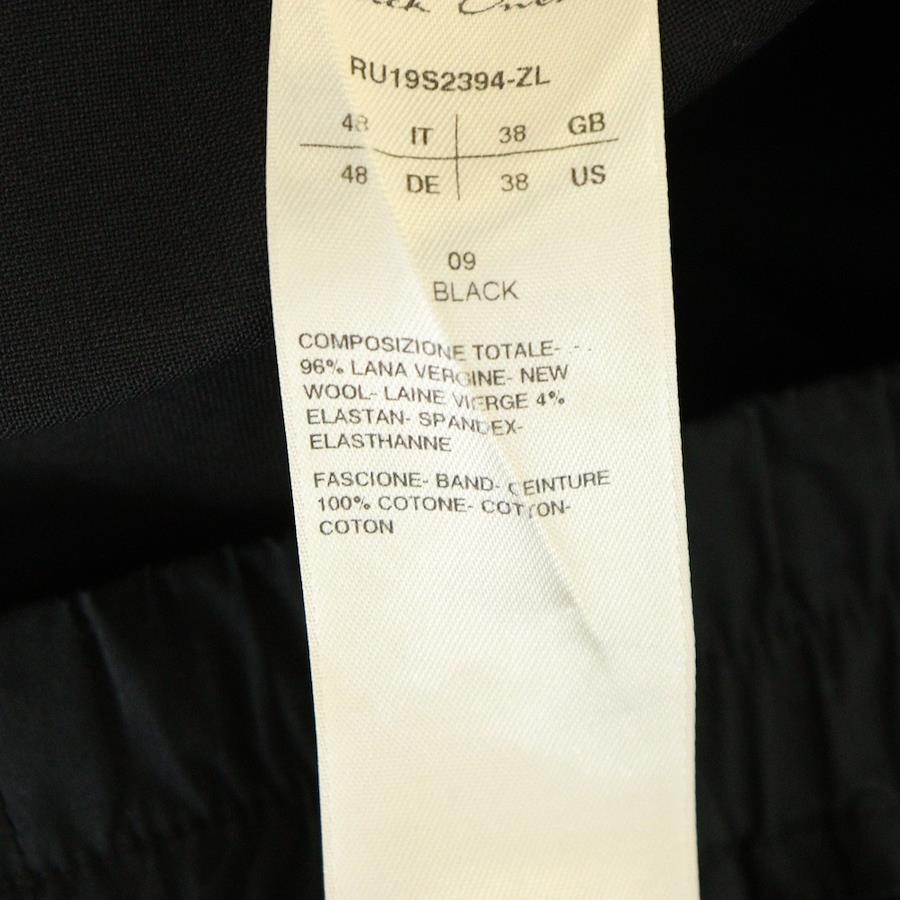 RU19S2394-ZL
48 IT 38 GB
48 DE 38 US
09
BLACK
COMPOSIZIONE TOTALE- - -
96% LANA VERGINE- NEW
WOOL- LAINE VIERGE 4%
ELASTAN- SPANDEX-
ELASTHANNE
FASCIONE- BAND- CEINTURE
100% COTONE- COTTON-
COTON